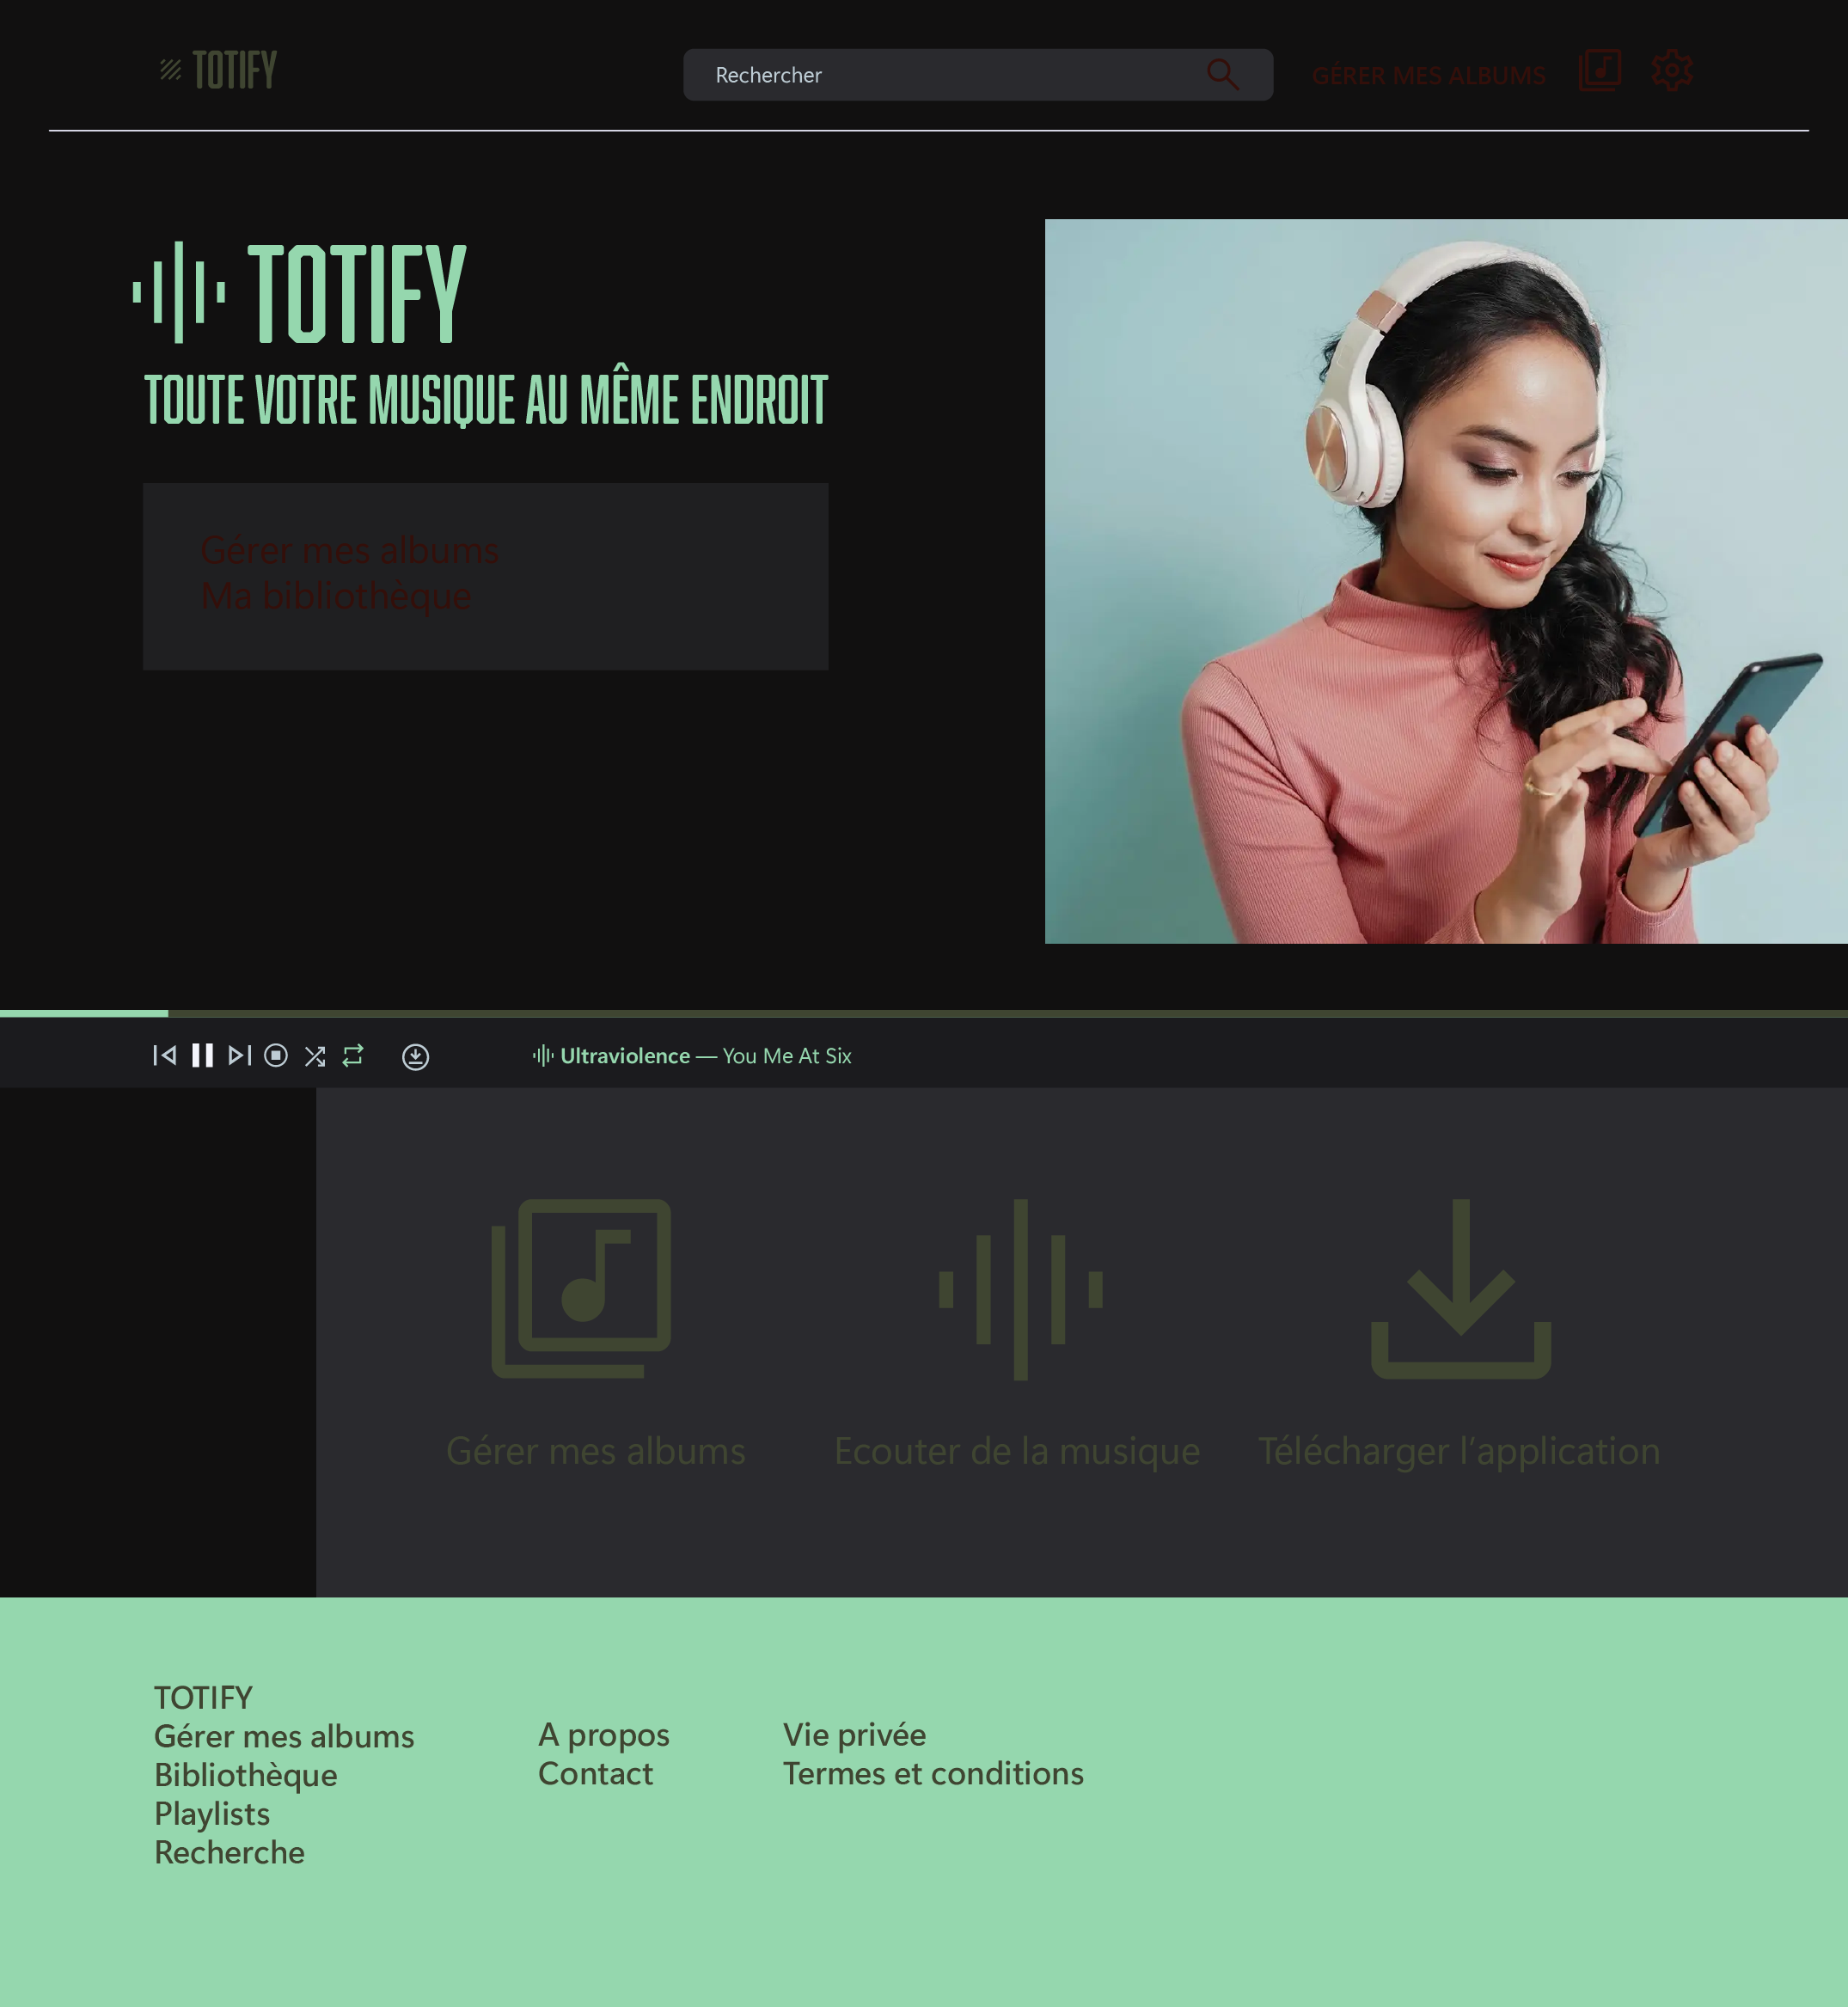 TOTIFY
Rechercher
GÉRER MES ALBUMS
TOTIFY
TOUTE VOTRE MUSIQUE AU MÊME ENDROIT
Gérer mes albums
Ma bibliothèque
Ultraviolence — You Me At Six
Gérer mes albums
Ecouter de la musique
Télécharger l’application
TOTIFY
Gérer mes albums
Bibliothèque
Playlists
Recherche
A propos
Contact
Vie privée
Termes et conditions